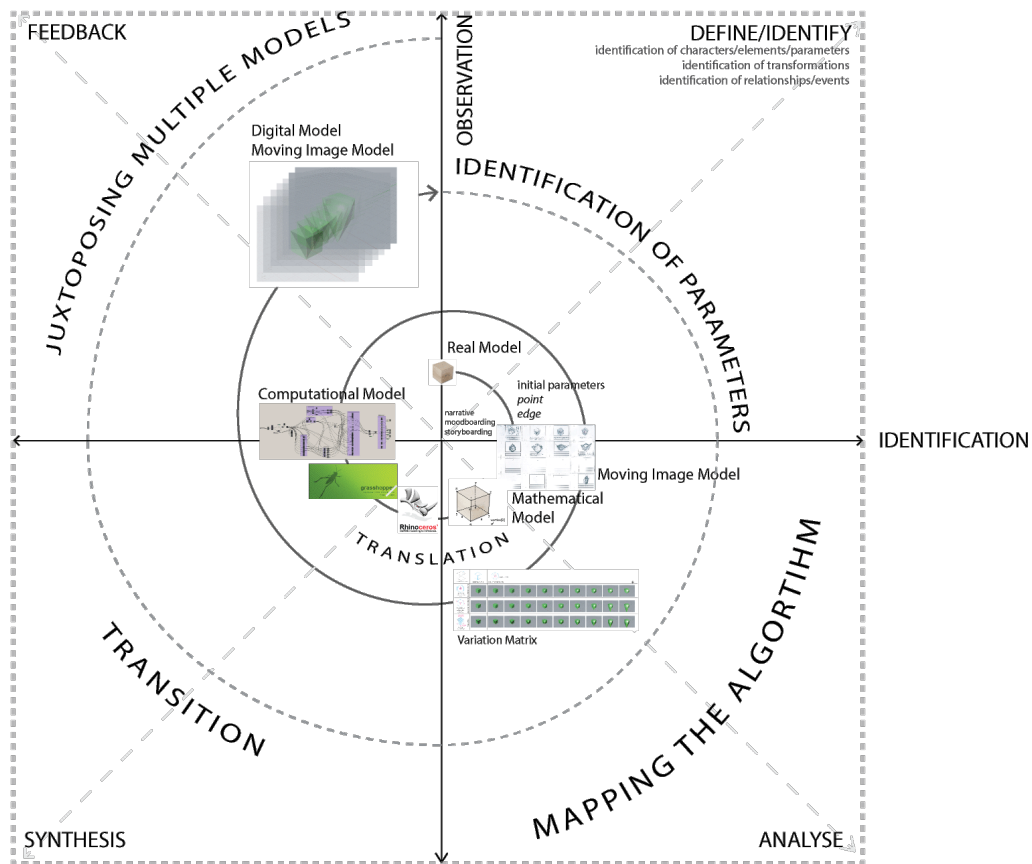 FEEDBACK
DEFINE/IDENTIFY
identification of characters/elements/parameters
identification of transformations
identification of relationships/events
OBSERVATION
JUXTOPOSING MULTIPLE MODELS
IDENTIFICATION OF PARAMETERS
Digital Model
Moving Image Model
Real Model
initial parameters
point
edge
Computational Model
narrative
moodboarding
storyboarding
IDENTIFICATION
Moving Image Model
grasshopper
Mathematical
Model
Rhinoceros
TRANSLATION
Variation Matrix
TRANSITION
MAPPING THE ALGORTIHM
SYNTHESIS
ANALYSE